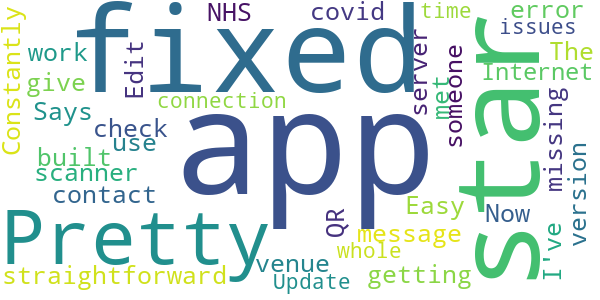 NHS covid time error
Constantly fixed issues
work Edit server The
give connection met someone Internet
Says app star missing
check
built use
scanner
contact QR Easy Now version
Pretty message I've
venue whole
straightforward Update getting